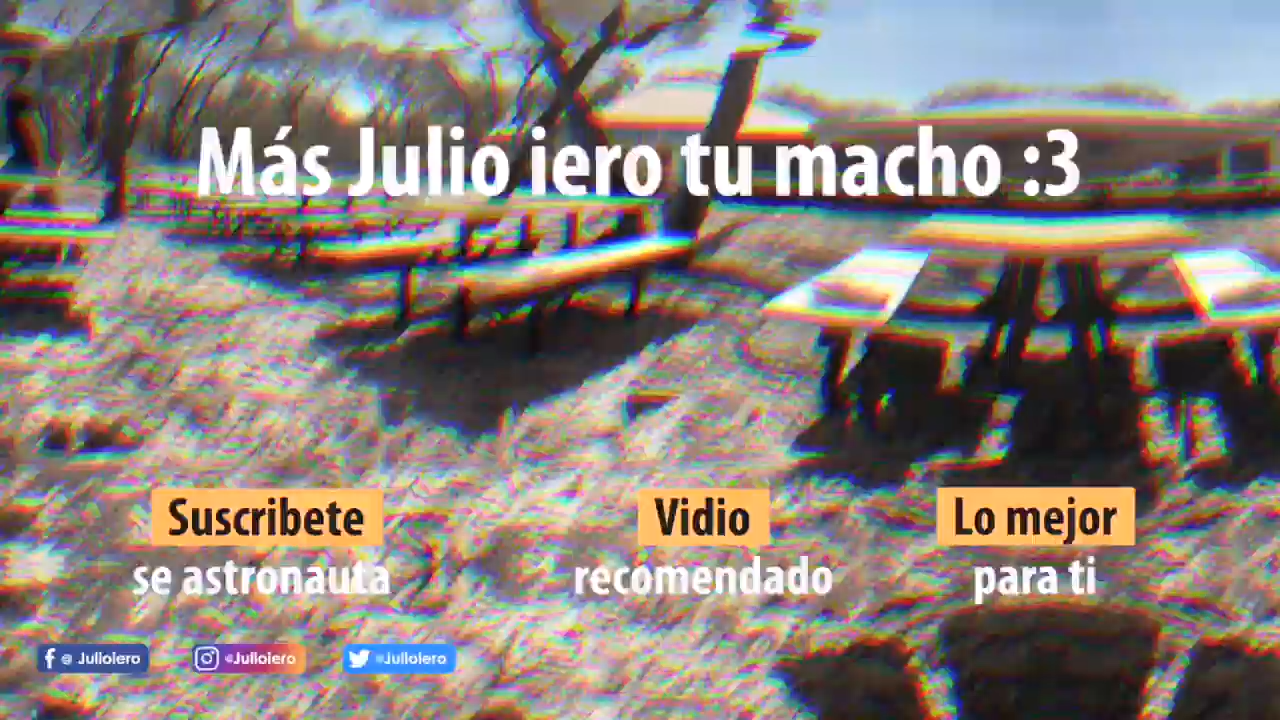 Más Julio iero tu macho :3
Suscribete
se astronauta
Vidio
recomendado
Lo mejor
para ti
@ Julioiero
@Julioiero
@Julioiero